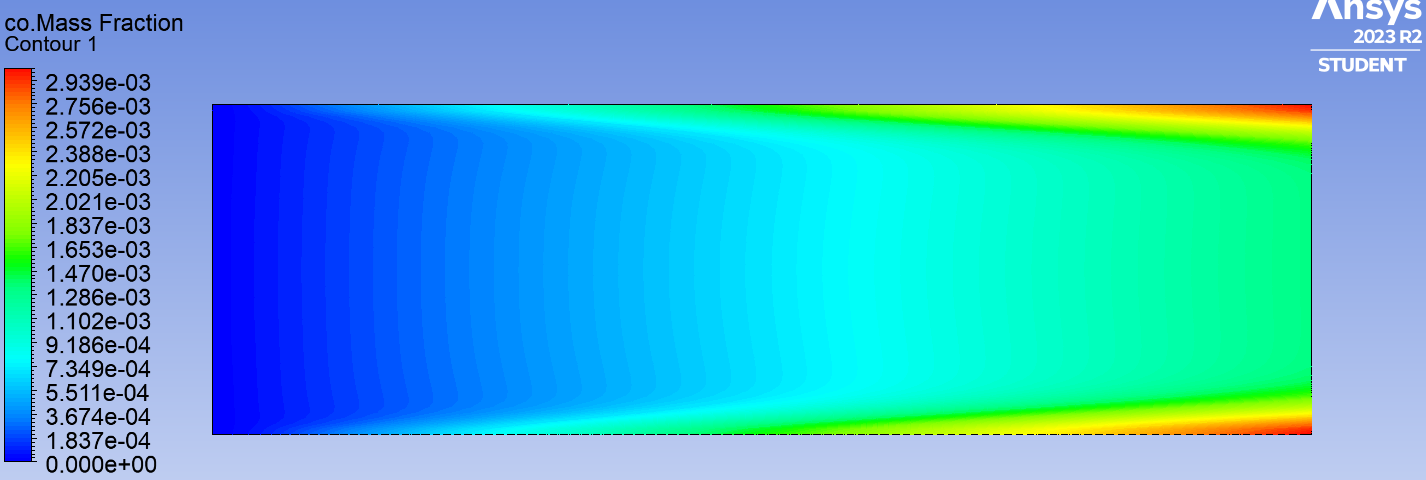 co.Mass Fraction
Contour 1
2.939e-03
2.756e-03
2.572e-03
2.388e-03
2.205e-03
2.021e-03
1.837e-03
1.653e-03
1.470e-03
1.286e-03
1.102e-03
9.186e-04
7.349e-04
5.511e-04
3.674e-04
1.837e-04
0.000e+00
Ansys
2023 R2
STUDENT